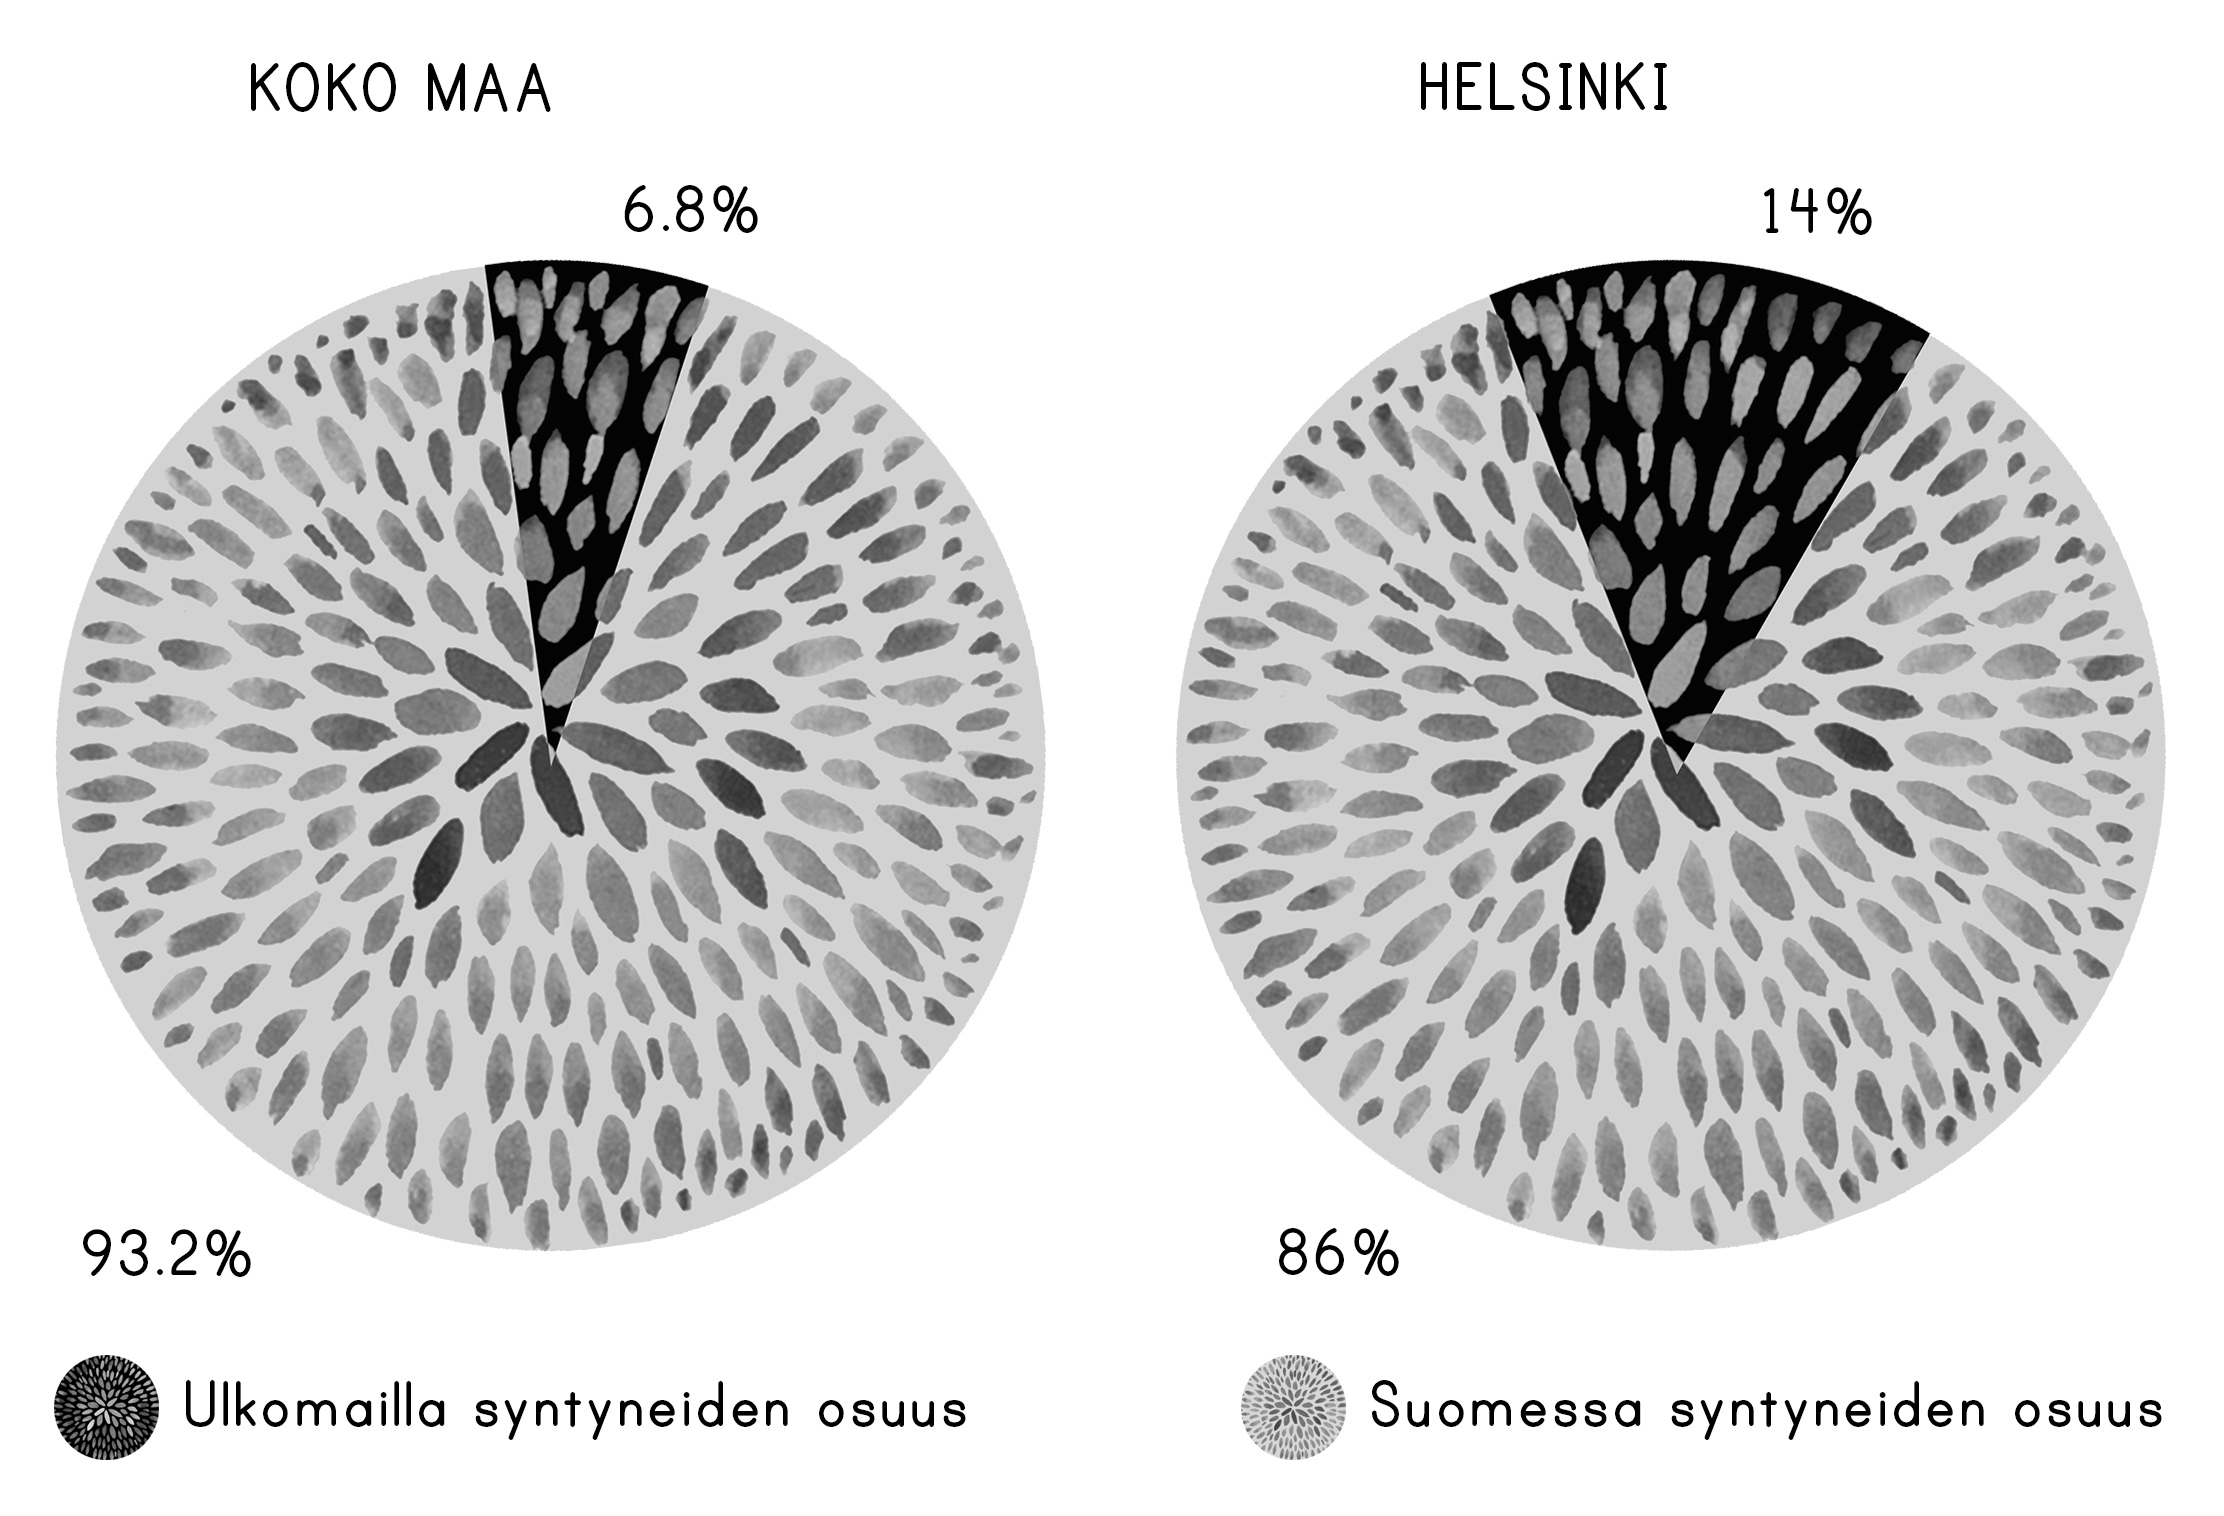 KOKO MAA
HELSINKI
6.8%
14%
93.2%
86%
Ulkomailla syntyneiden osuus
Suomessa syntyneiden osuus